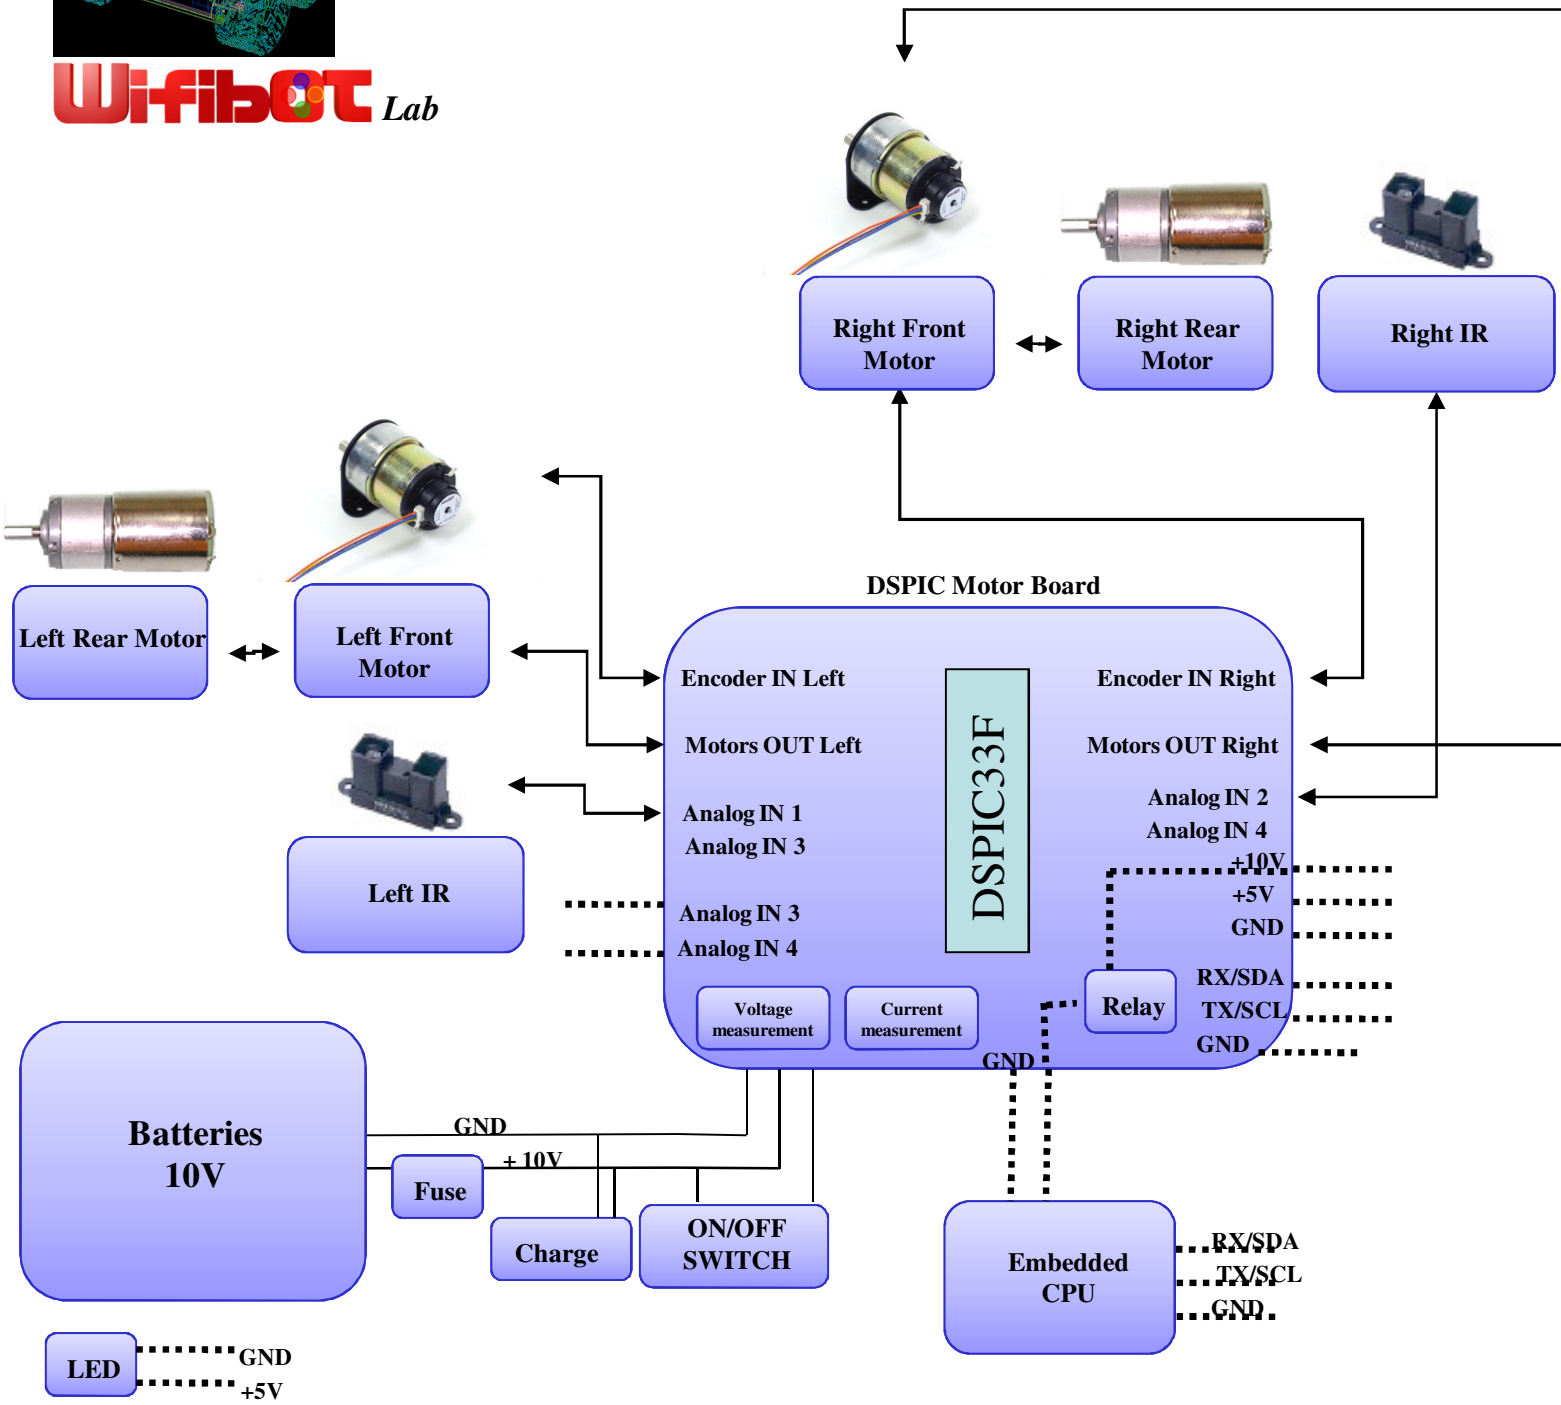 WifibOT Lab
Right Front
Motor
Right Rear
Motor
Right IR
Left Rear Motor
Left Front
Motor
Left IR
DSPIC Motor Board
Encoder IN Left
Motors OUT Left
Analog IN 1
Analog IN 3
Analog IN 3
Analog IN 4
DSPIC33F
Encoder IN Right
Motors OUT Right
Analog IN 2
Analog IN 4
+10V
+5V
GND
RX/SDA
TX/SCL
GND
Relay
Voltage
measurement
Current
measurement
GND
Batteries
10V
GND
+ 10V
Fuse
Charge
ON/OFF
SWITCH
Embedded
CPU
RX/SDA
TX/SCL
GND
LED
GND
+5V